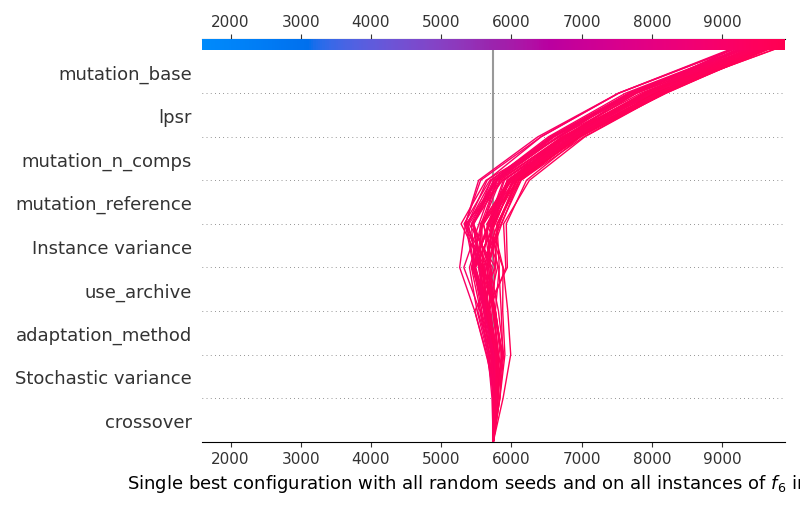 2000 3000 4000 5000 6000 7000 8000 9000
mutation_base
lpsr
mutation_n_comps
mutation_reference
Instance variance
use_archive
adaptation_method
Stochastic variance
crossover
2000 3000 4000 5000 6000 7000 8000 9000
Single best configuration with all random seeds and on all instances of f₆ i